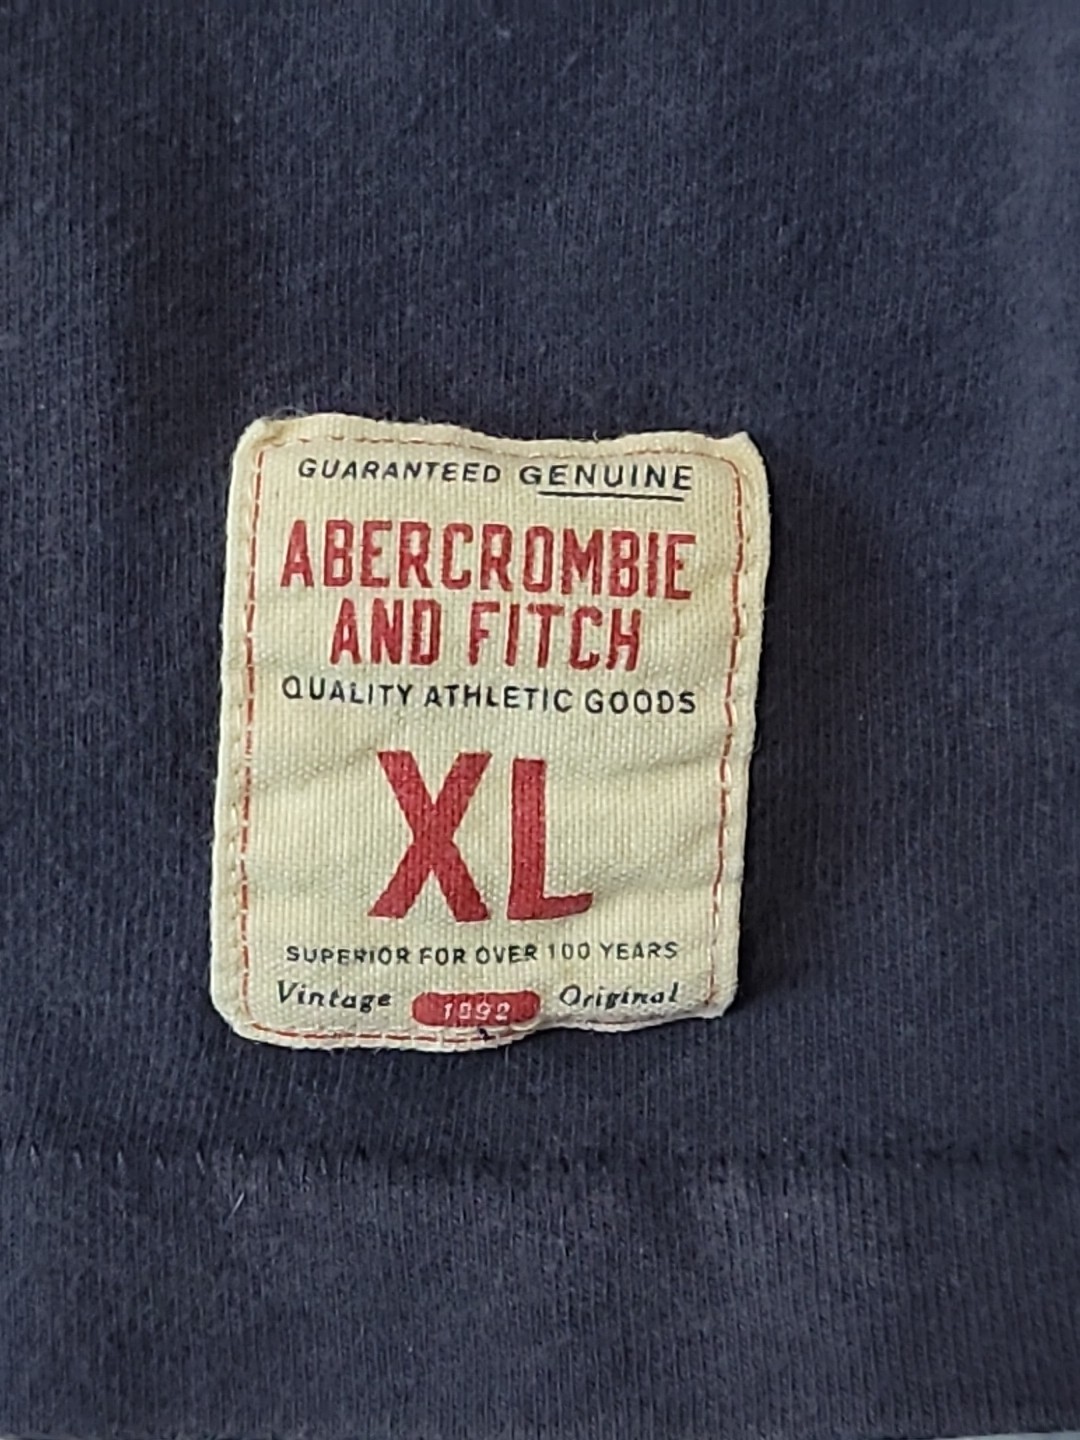 GUARANTEED GENUINE
ABERCROMBIE
AND FITCH
QUALITY ATHLETIC GOODS
XL
SUPERIOR FOR OVER 100 YEARS
Vintage 1892 Original